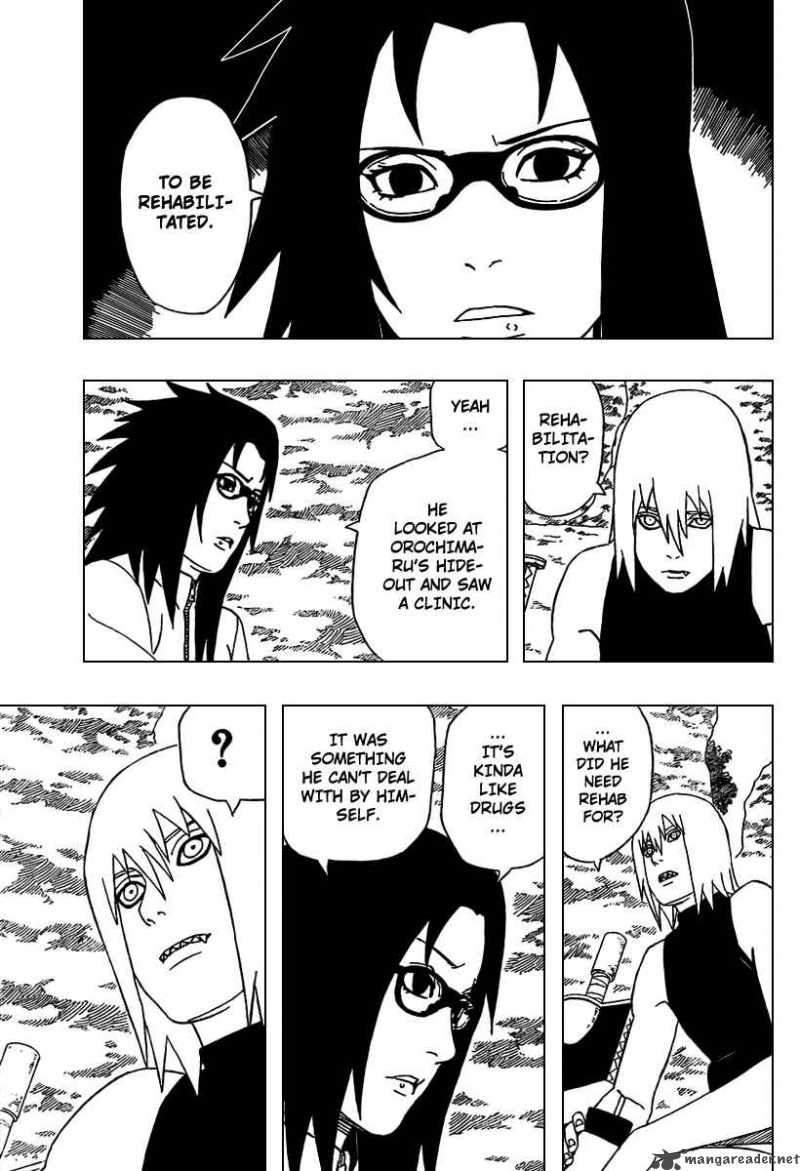 TO BE
REHABILI-
TATED.
REHA-
BILITA-
TION?
YEAH
...
HE
LOOKED AT
OROCHIMA-
RU'S HIDE-
OUT AND SAW
A CLINIC.
...
WHAT
DID HE
NEED
REHAB
FOR?
...
IT'S
KINDA
LIKE
DRUGS
...
IT WAS
SOMETHING
HE CAN'T DEAL
WITH BY HIM-
SELF.
?
mangareader.net